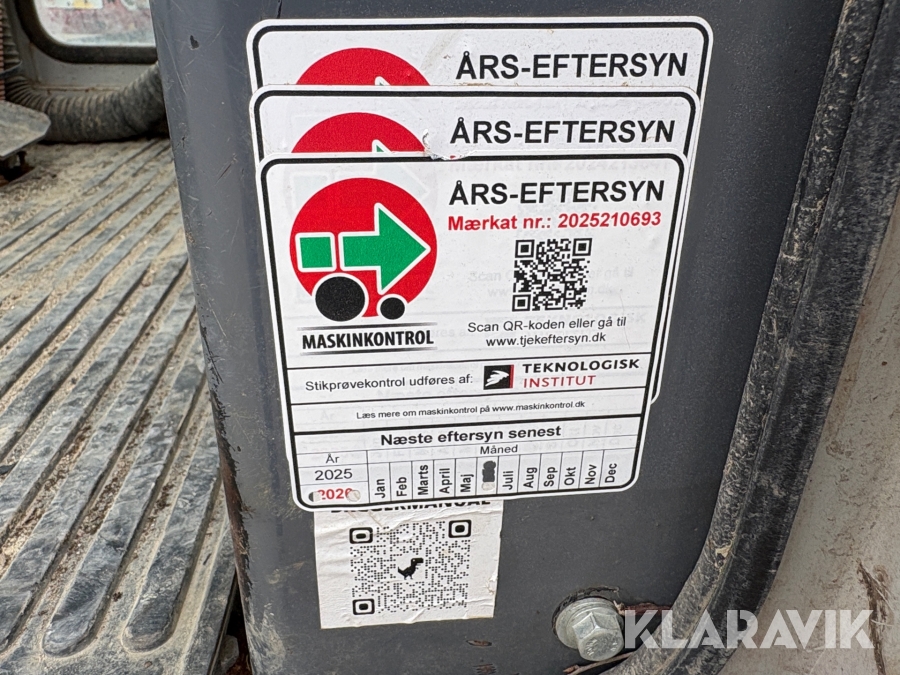 ÅRS-EFTERSYN
ÅRS-EFTERSYN
ÅRS-EFTERSYN
Mærkat nr.: 2025210693
Scan QR-koden eller gå til
www.tjekeftersyn.dk
MASKINKONTROL
Stikprøvekontrol udføres af: TEKNOLOGISK
INSTITUT
Læs mere om maskinkontrol på www.maskinkontrol.dk
Næste eftersyn senest
År Måned
2025
2026
Jan Feb Marts April Maj Juli Aug Sep Okt Nov Dec
KLARAVIK